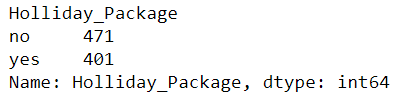 Holliday_Package
no     471
yes    401
Name: Holliday_Package, dtype: int64